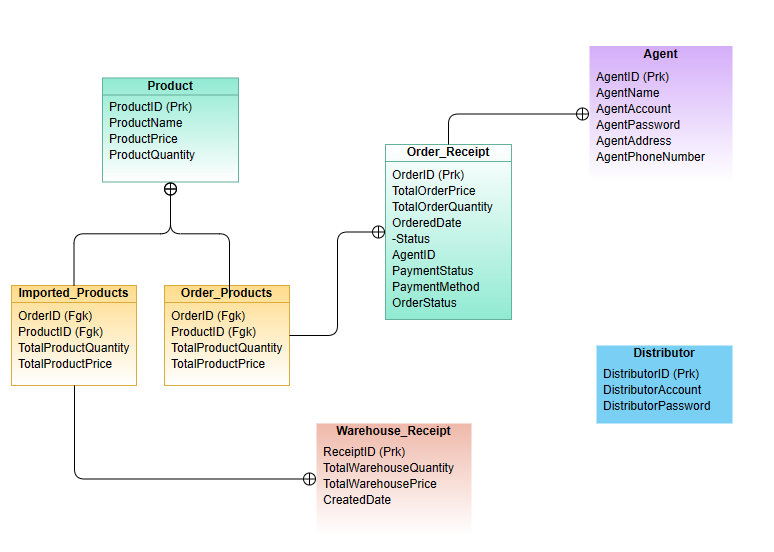 Agent
AgentID (Prk)
AgentName
AgentAccount
AgentPassword
AgentAddress
AgentPhoneNumber
Product
ProductID (Prk)
ProductName
ProductPrice
ProductQuantity
Order_Receipt
OrderID (Prk)
TotalOrderPrice
TotalOrderQuantity
OrderedDate
-Status
AgentID
PaymentStatus
PaymentMethod
OrderStatus
Imported_Products
OrderID (Fgk)
ProductID (Fgk)
TotalProductQuantity
TotalProductPrice
Order_Products
OrderID (Fgk)
ProductID (Fgk)
TotalProductQuantity
TotalProductPrice
Distributor
DistributorID (Prk)
DistributorAccount
DistributorPassword
Warehouse_Receipt
ReceiptID (Prk)
TotalWarehouseQuantity
TotalWarehousePrice
CreatedDate